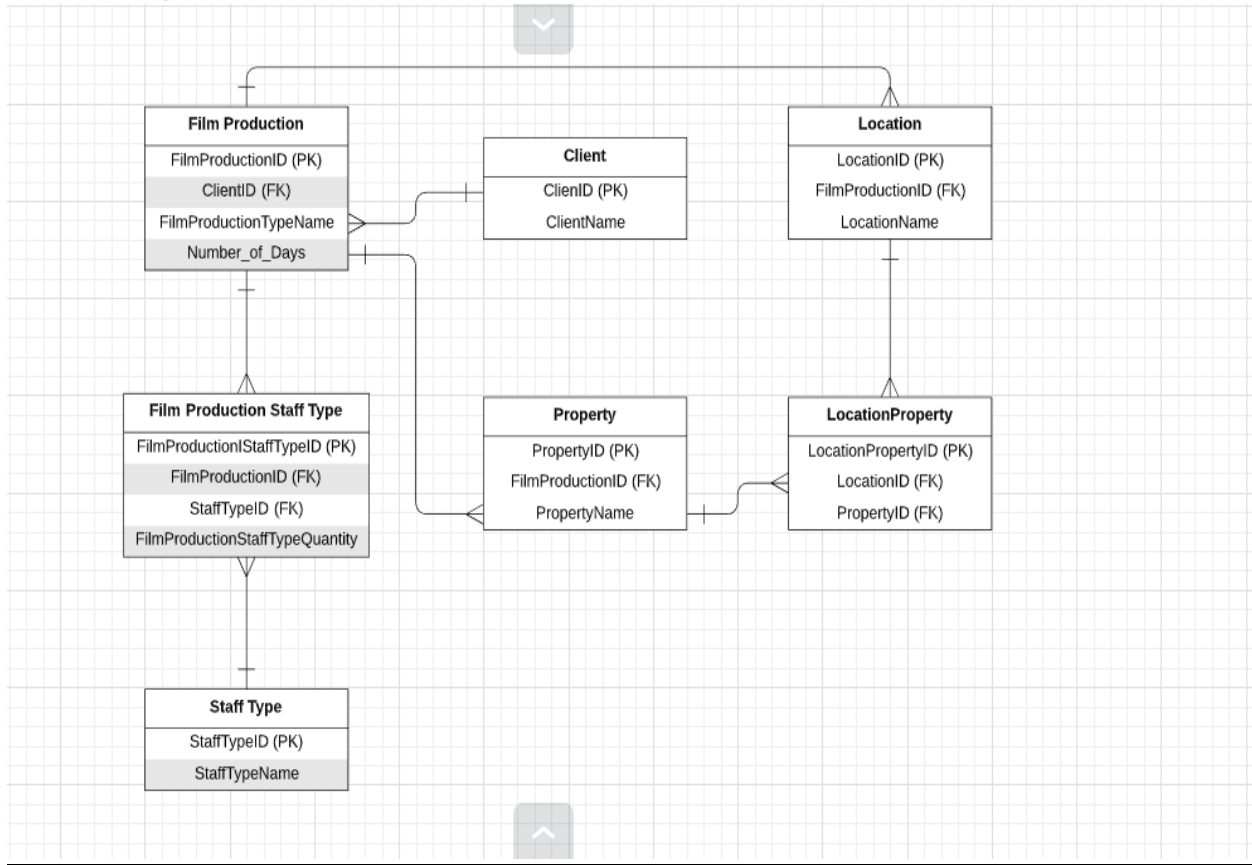 Film Production
FilmProductionID (PK)
ClientID (FK)
FilmProductionTypeName
Number_of_Days
Client
ClienID (PK)
ClientName
Location
LocationID (PK)
FilmProductionID (FK)
LocationName
Film Production Staff Type
FilmProductionIStaffTypeID (PK)
FilmProductionID (FK)
StaffTypeID (FK)
FilmProductionStaffTypeQuantity
Property
PropertyID (PK)
FilmProductionID (FK)
PropertyName
LocationProperty
LocationPropertyID (PK)
LocationID (FK)
PropertyID (FK)
Staff Type
StaffTypeID (PK)
StaffTypeName